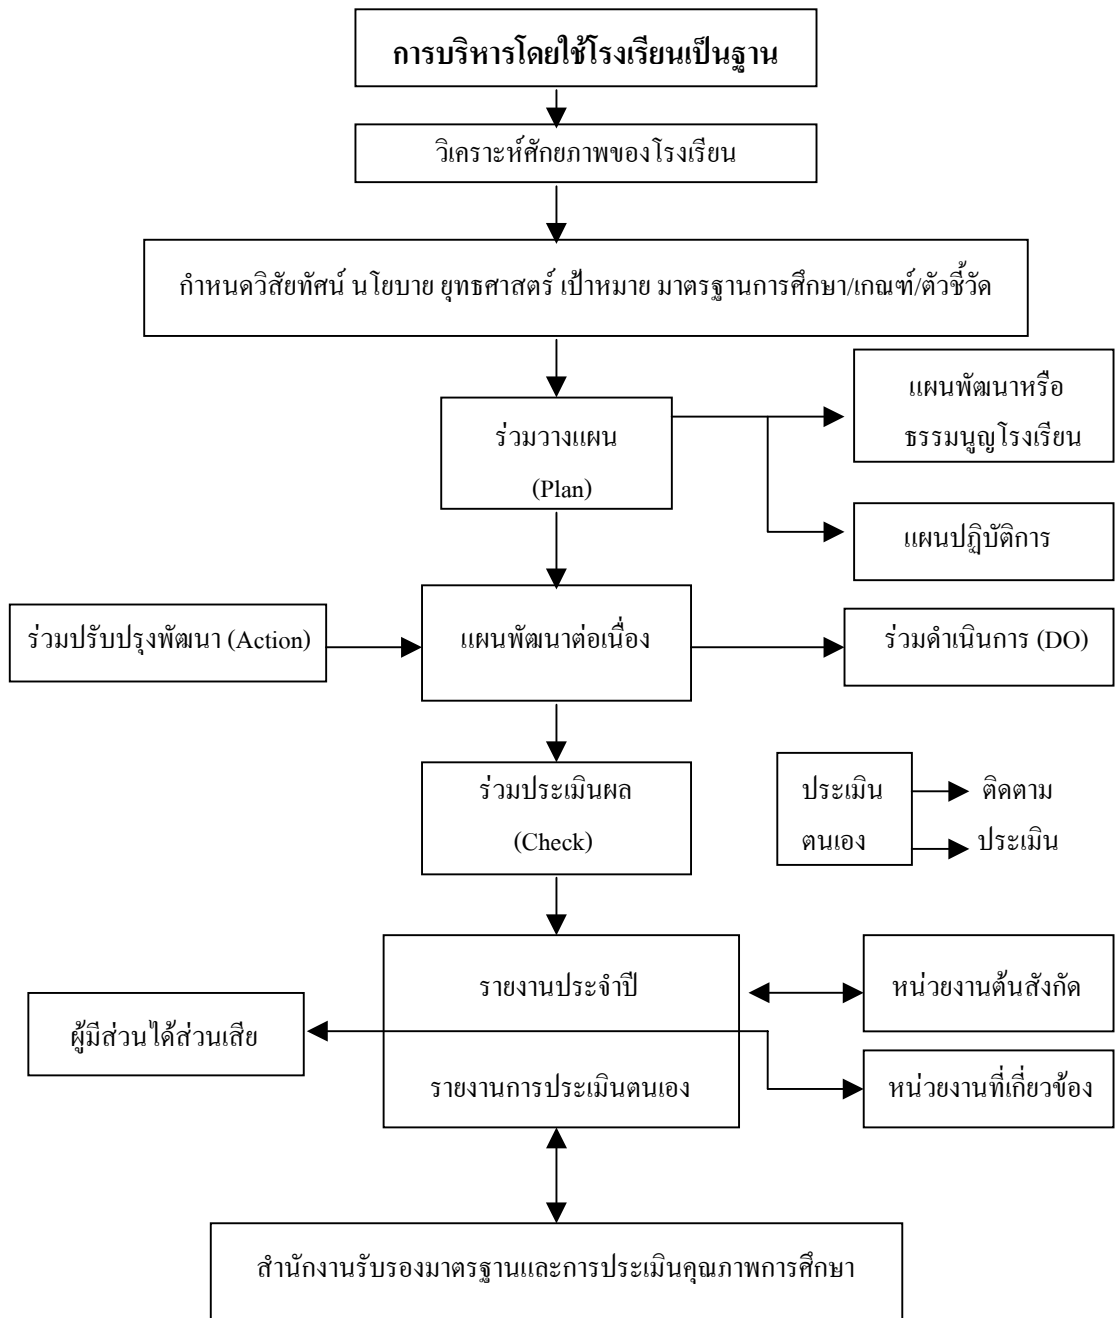 การบริหารโดยใช้โรงเรียนเป็นฐาน
วิเคราะห์ศักยภาพของโรงเรียน
กำหนดวิสัยทัศน์ นโยบาย ยุทธศาสตร์ เป้าหมาย มาตรฐานการศึกษา/เกณฑ์/ตัวชี้วัด
ร่วมวางแผน
(Plan)
แผนพัฒนาหรือ
ธรรมนูญโรงเรียน
แผนปฏิบัติการ
ร่วมปรับปรุงพัฒนา (Action)
แผนพัฒนาต่อเนื่อง
ร่วมดำเนินการ (DO)
ร่วมประเมินผล
(Check)
ประเมิน
ตนเอง
ติดตาม
ประเมิน
รายงานประจำปี
รายงานการประเมินตนเอง
หน่วยงานต้นสังกัด
ผู้มีส่วนได้ส่วนเสีย
หน่วยงานที่เกี่ยวข้อง
สำนักงานรับรองมาตรฐานและการประเมินคุณภาพการศึกษา